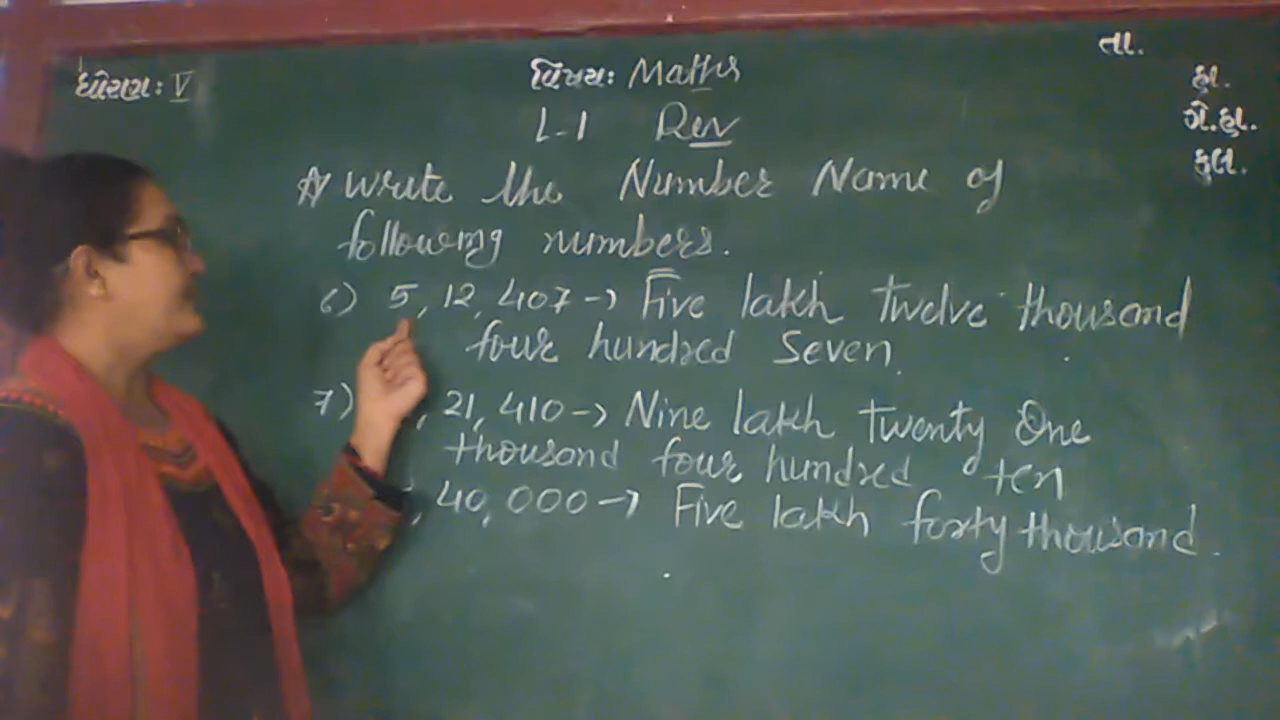 ધોરણ: V
વિષય: Maths
તા.
હા.
ગે.હા.
કુલ.
L-1 Rev
☆ Write the Number Name of
following numbers.
6) 5,12,407 → Five lakh twelve thousand
four hundred Seven.
7) ,21,410 → Nine lakh Twenty One
thousand four hundred ten
,40,000 → Five lakh forty thousand.